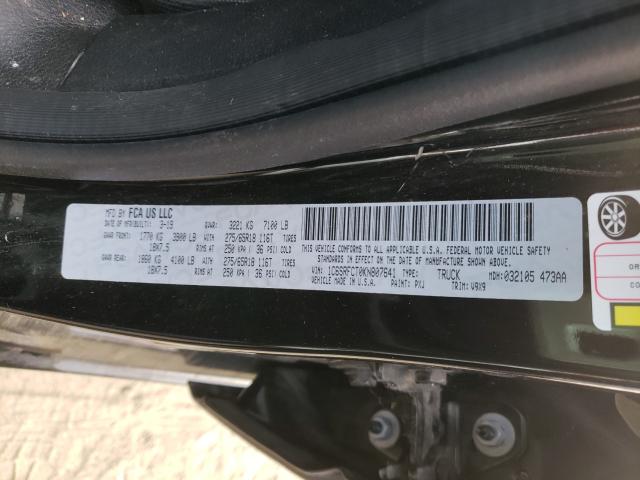 MFD BY FCA US LLC
DATE OF MFR/BUILT: 3-19 GVWR: 3221 KG 7100 LB
GAWR FRONT: 1770 KG 3900 LB WITH 275/65R18 116T TIRES
18X7.5 RIMS AT 250 KPA / 36 PSI COLD
GAWR REAR: 1860 KG 4100 LB WITH 275/65R18 116T TIRES
18X7.5 RIMS AT 250 KPA / 36 PSI COLD
THIS VEHICLE CONFORMS TO ALL APPLICABLE U.S.A. FEDERAL MOTOR VEHICLE SAFETY
STANDARDS IN EFFECT ON THE DATE OF MANUFACTURE SHOWN ABOVE.
VIN: 1C6SRFCT0KN807641 TYPE: TRUCK MDH: 032105 473AA
VEHICLE MADE IN U.S.A. PAINT: PXJ TRIM: V9X9